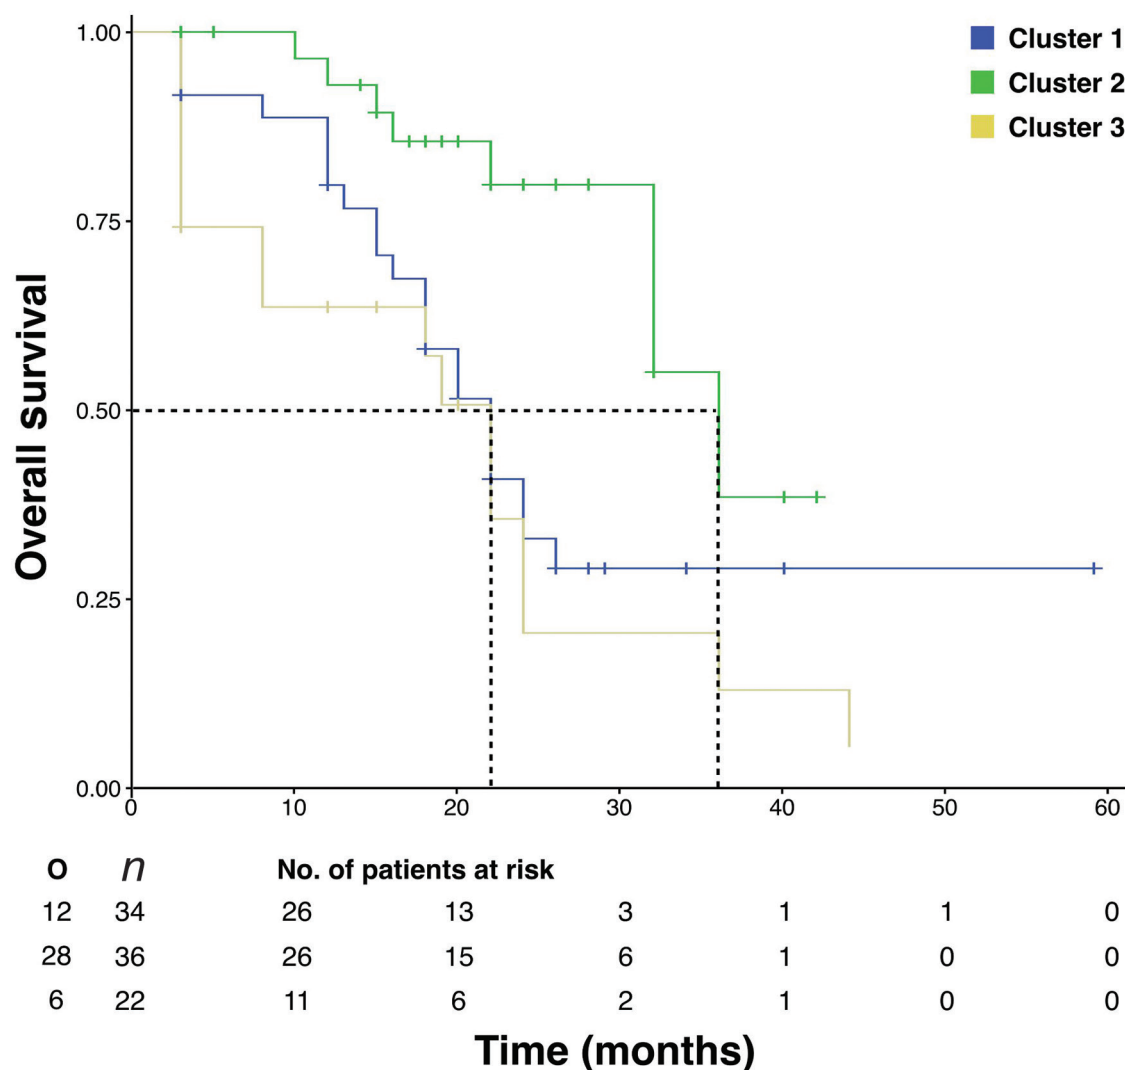 Cluster 1
Cluster 2
Cluster 3
Overall survival
1.00
0.75
0.50
0.25
0.00
0 10 20 30 40 50 60
O n No. of patients at risk
12 34 26 13 3 1 1 0
28 36 26 15 6 1 0 0
6 22 11 6 2 1 0 0
Time (months)